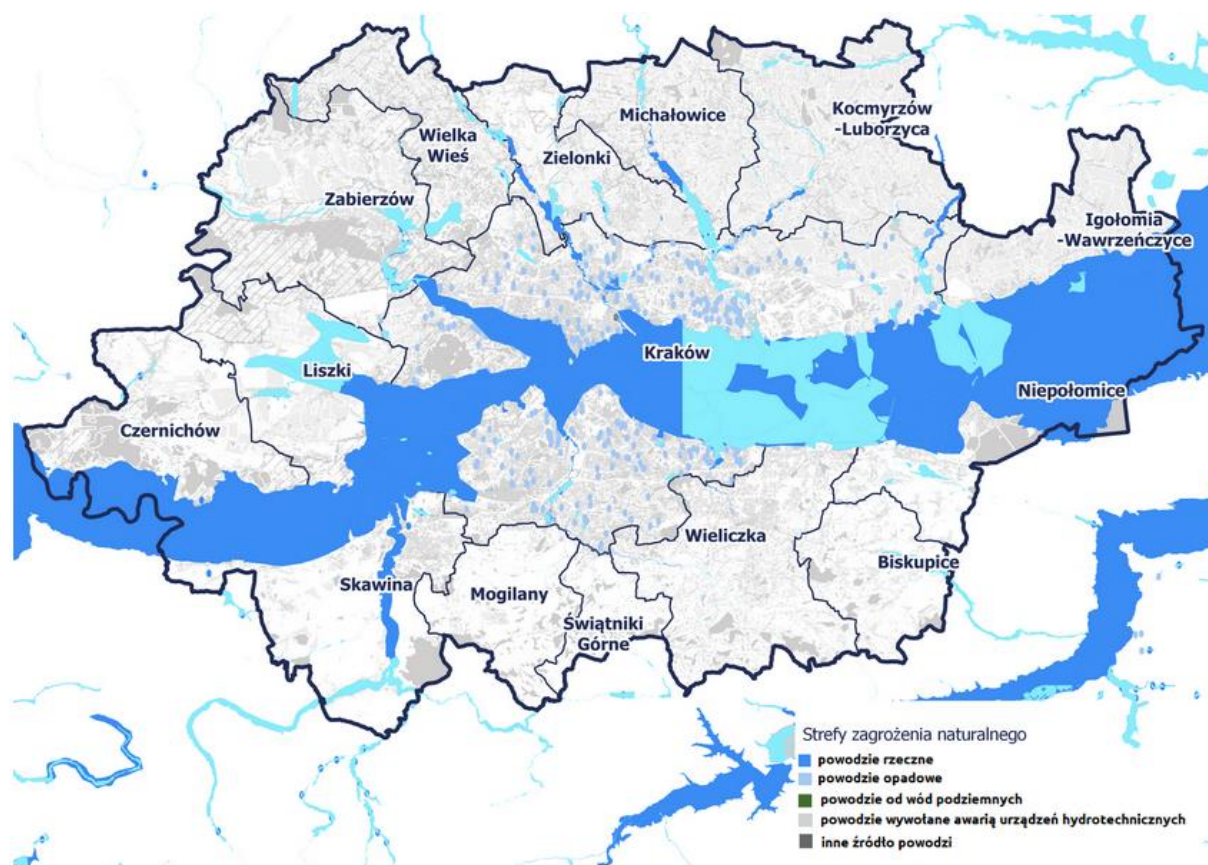 Michałowice
Kocmyrzów
-Luborzyca
Wielka
Wieś
Zielonki
Zabierzów
Igołomia
-Wawrzeńczyce
Kraków
Liszki
Niepołomice
Czernichów
Wieliczka
Biskupice
Skawina
Mogilany
Świątniki
Górne
Strefy zagrożenia naturalnego
powodzie rzeczne
powodzie opadowe
powodzie od wód podziemnych
powodzie wywołane awarią urządzeń hydrotechnicznych
inne źródło powodzi